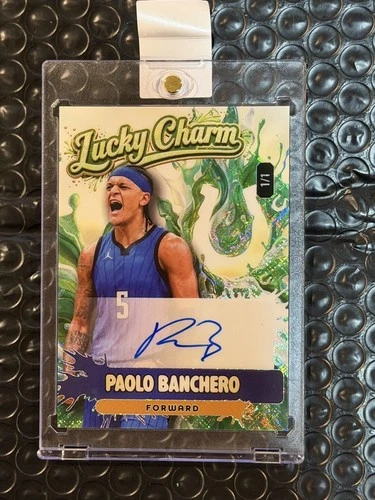 Lucky Charm
1/1
5
PAOLO BANCHERO
FORWARD